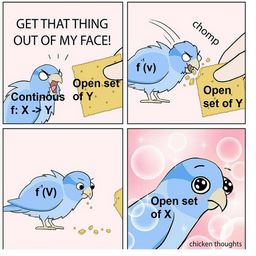 GET THAT THING
OUT OF MY FACE!
Continous
f: X -> Y
Open set
of Y
chomp
f (v)
Open
set of Y
f (V)
Open set
of X
chicken thoughts